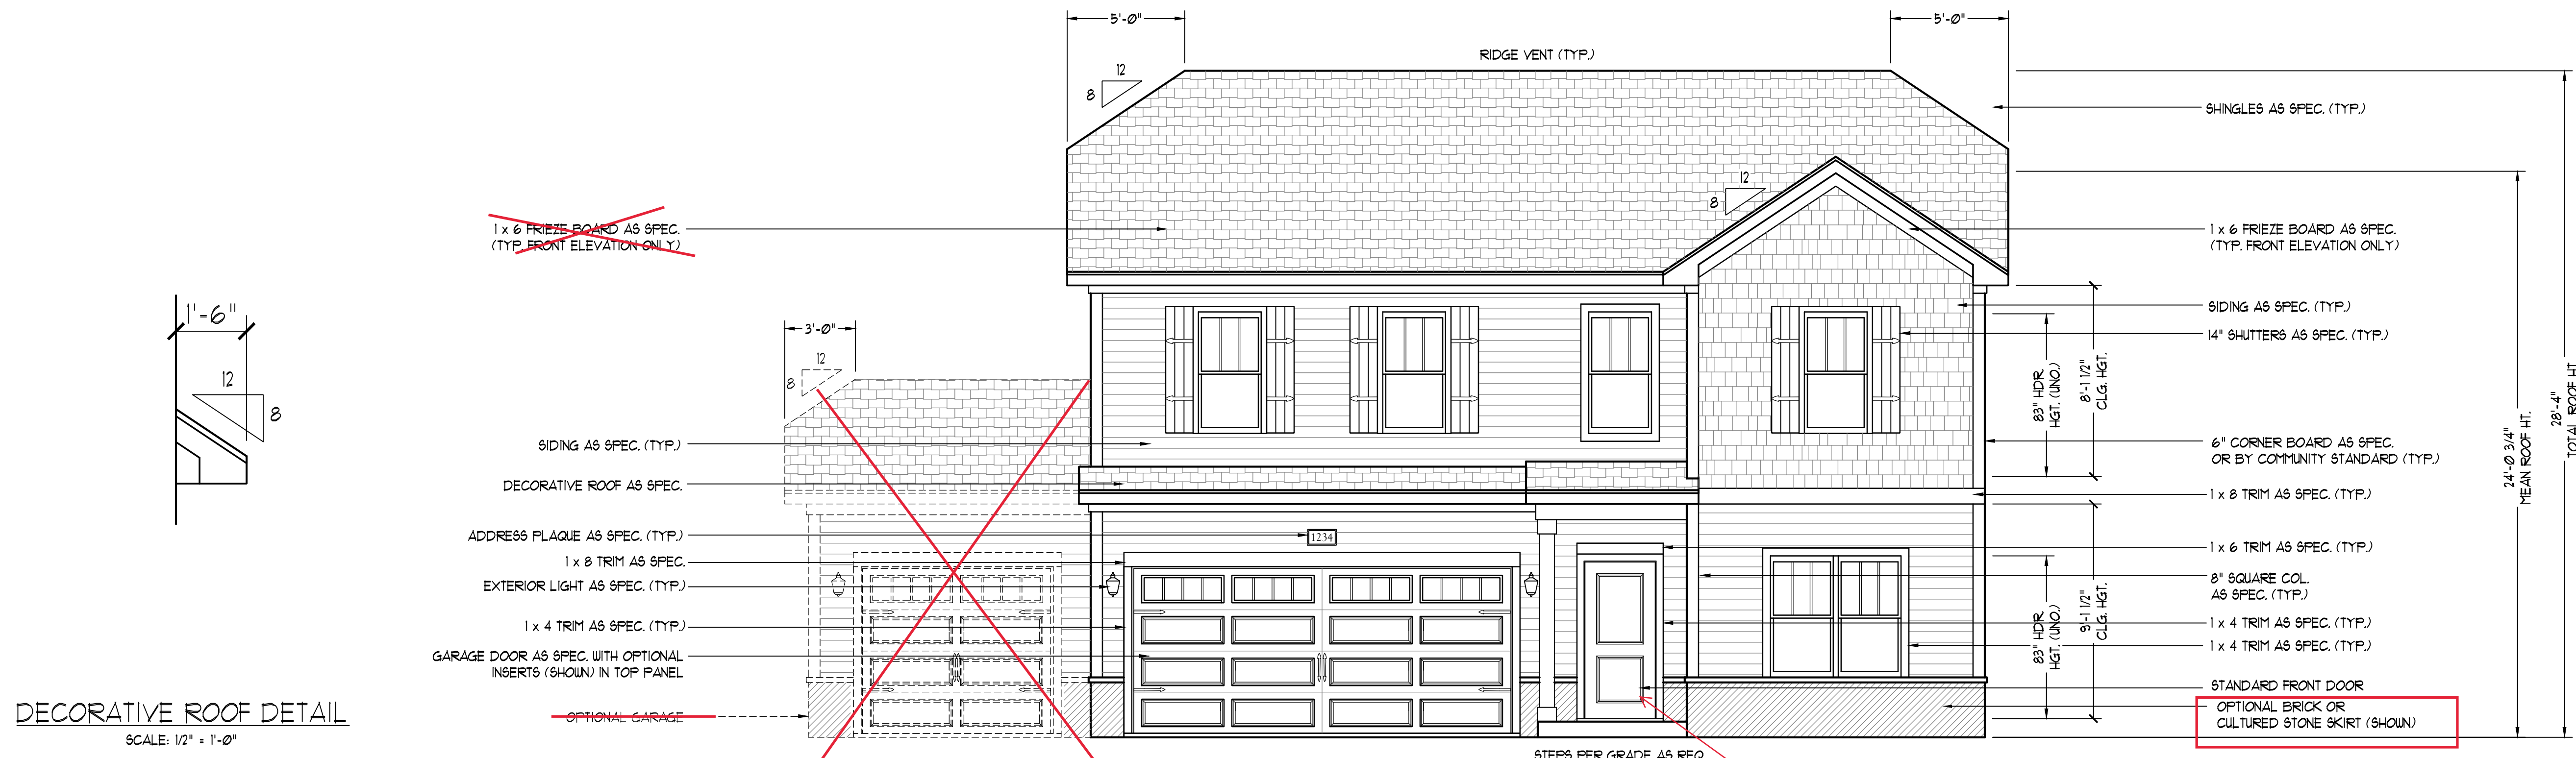 5'-0"
5'-0"
RIDGE VENT (TYP.)
12
8
SHINGLES AS SPEC. (TYP.)
12
8
1 x 6 FRIEZE BOARD AS SPEC.
(TYP. FRONT ELEVATION ONLY)
1 x 6 FRIEZE BOARD AS SPEC.
(TYP. FRONT ELEVATION ONLY)
1'-6"
12
8
3'-0"
12
8
SIDING AS SPEC. (TYP.)
14" SHUTTERS AS SPEC. (TYP.)
83" HDR
HGT. (UNO.)
8'-1 1/2"
CLG. HGT.
24'-0 3/4"
MEAN ROOF HT.
28'-4"
TOTAL ROOF HT.
SIDING AS SPEC. (TYP.)
6" CORNER BOARD AS SPEC.
OR BY COMMUNITY STANDARD (TYP.)
DECORATIVE ROOF AS SPEC.
1 x 8 TRIM AS SPEC. (TYP.)
ADDRESS PLAQUE AS SPEC. (TYP.)
1234
1 x 6 TRIM AS SPEC. (TYP.)
1 x 8 TRIM AS SPEC.
8" SQUARE COL.
AS SPEC. (TYP.)
EXTERIOR LIGHT AS SPEC. (TYP.)
83" HDR
HGT. (UNO.)
9'-1 1/2"
CLG. HGT.
1 x 4 TRIM AS SPEC. (TYP.)
1 x 4 TRIM AS SPEC. (TYP.)
1 x 4 TRIM AS SPEC. (TYP.)
GARAGE DOOR AS SPEC. WITH OPTIONAL
INSERTS (SHOWN) IN TOP PANEL
STANDARD FRONT DOOR
OPTIONAL BRICK OR
CULTURED STONE SKIRT (SHOWN)
OPTIONAL GARAGE
DECORATIVE ROOF DETAIL
SCALE: 1/2" = 1'-0"
STEPS PER GRADE AS REQ